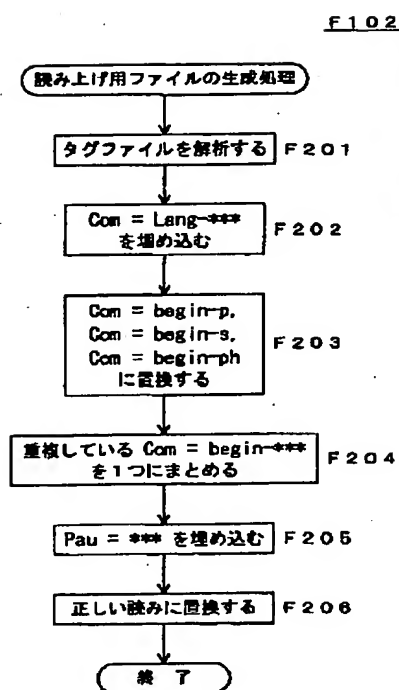 F102
読み上げ用ファイルの生成処理
タグファイルを解析する F201
Com = Lang-***
を埋め込む
F202
Com = begin-p,
Com = begin-s,
Com = begin-ph
に置換する
F203
重複している Com = begin-***
を1つにまとめる
F204
Pau = *** を埋め込む F205
正しい読みに置換する F206
終 了